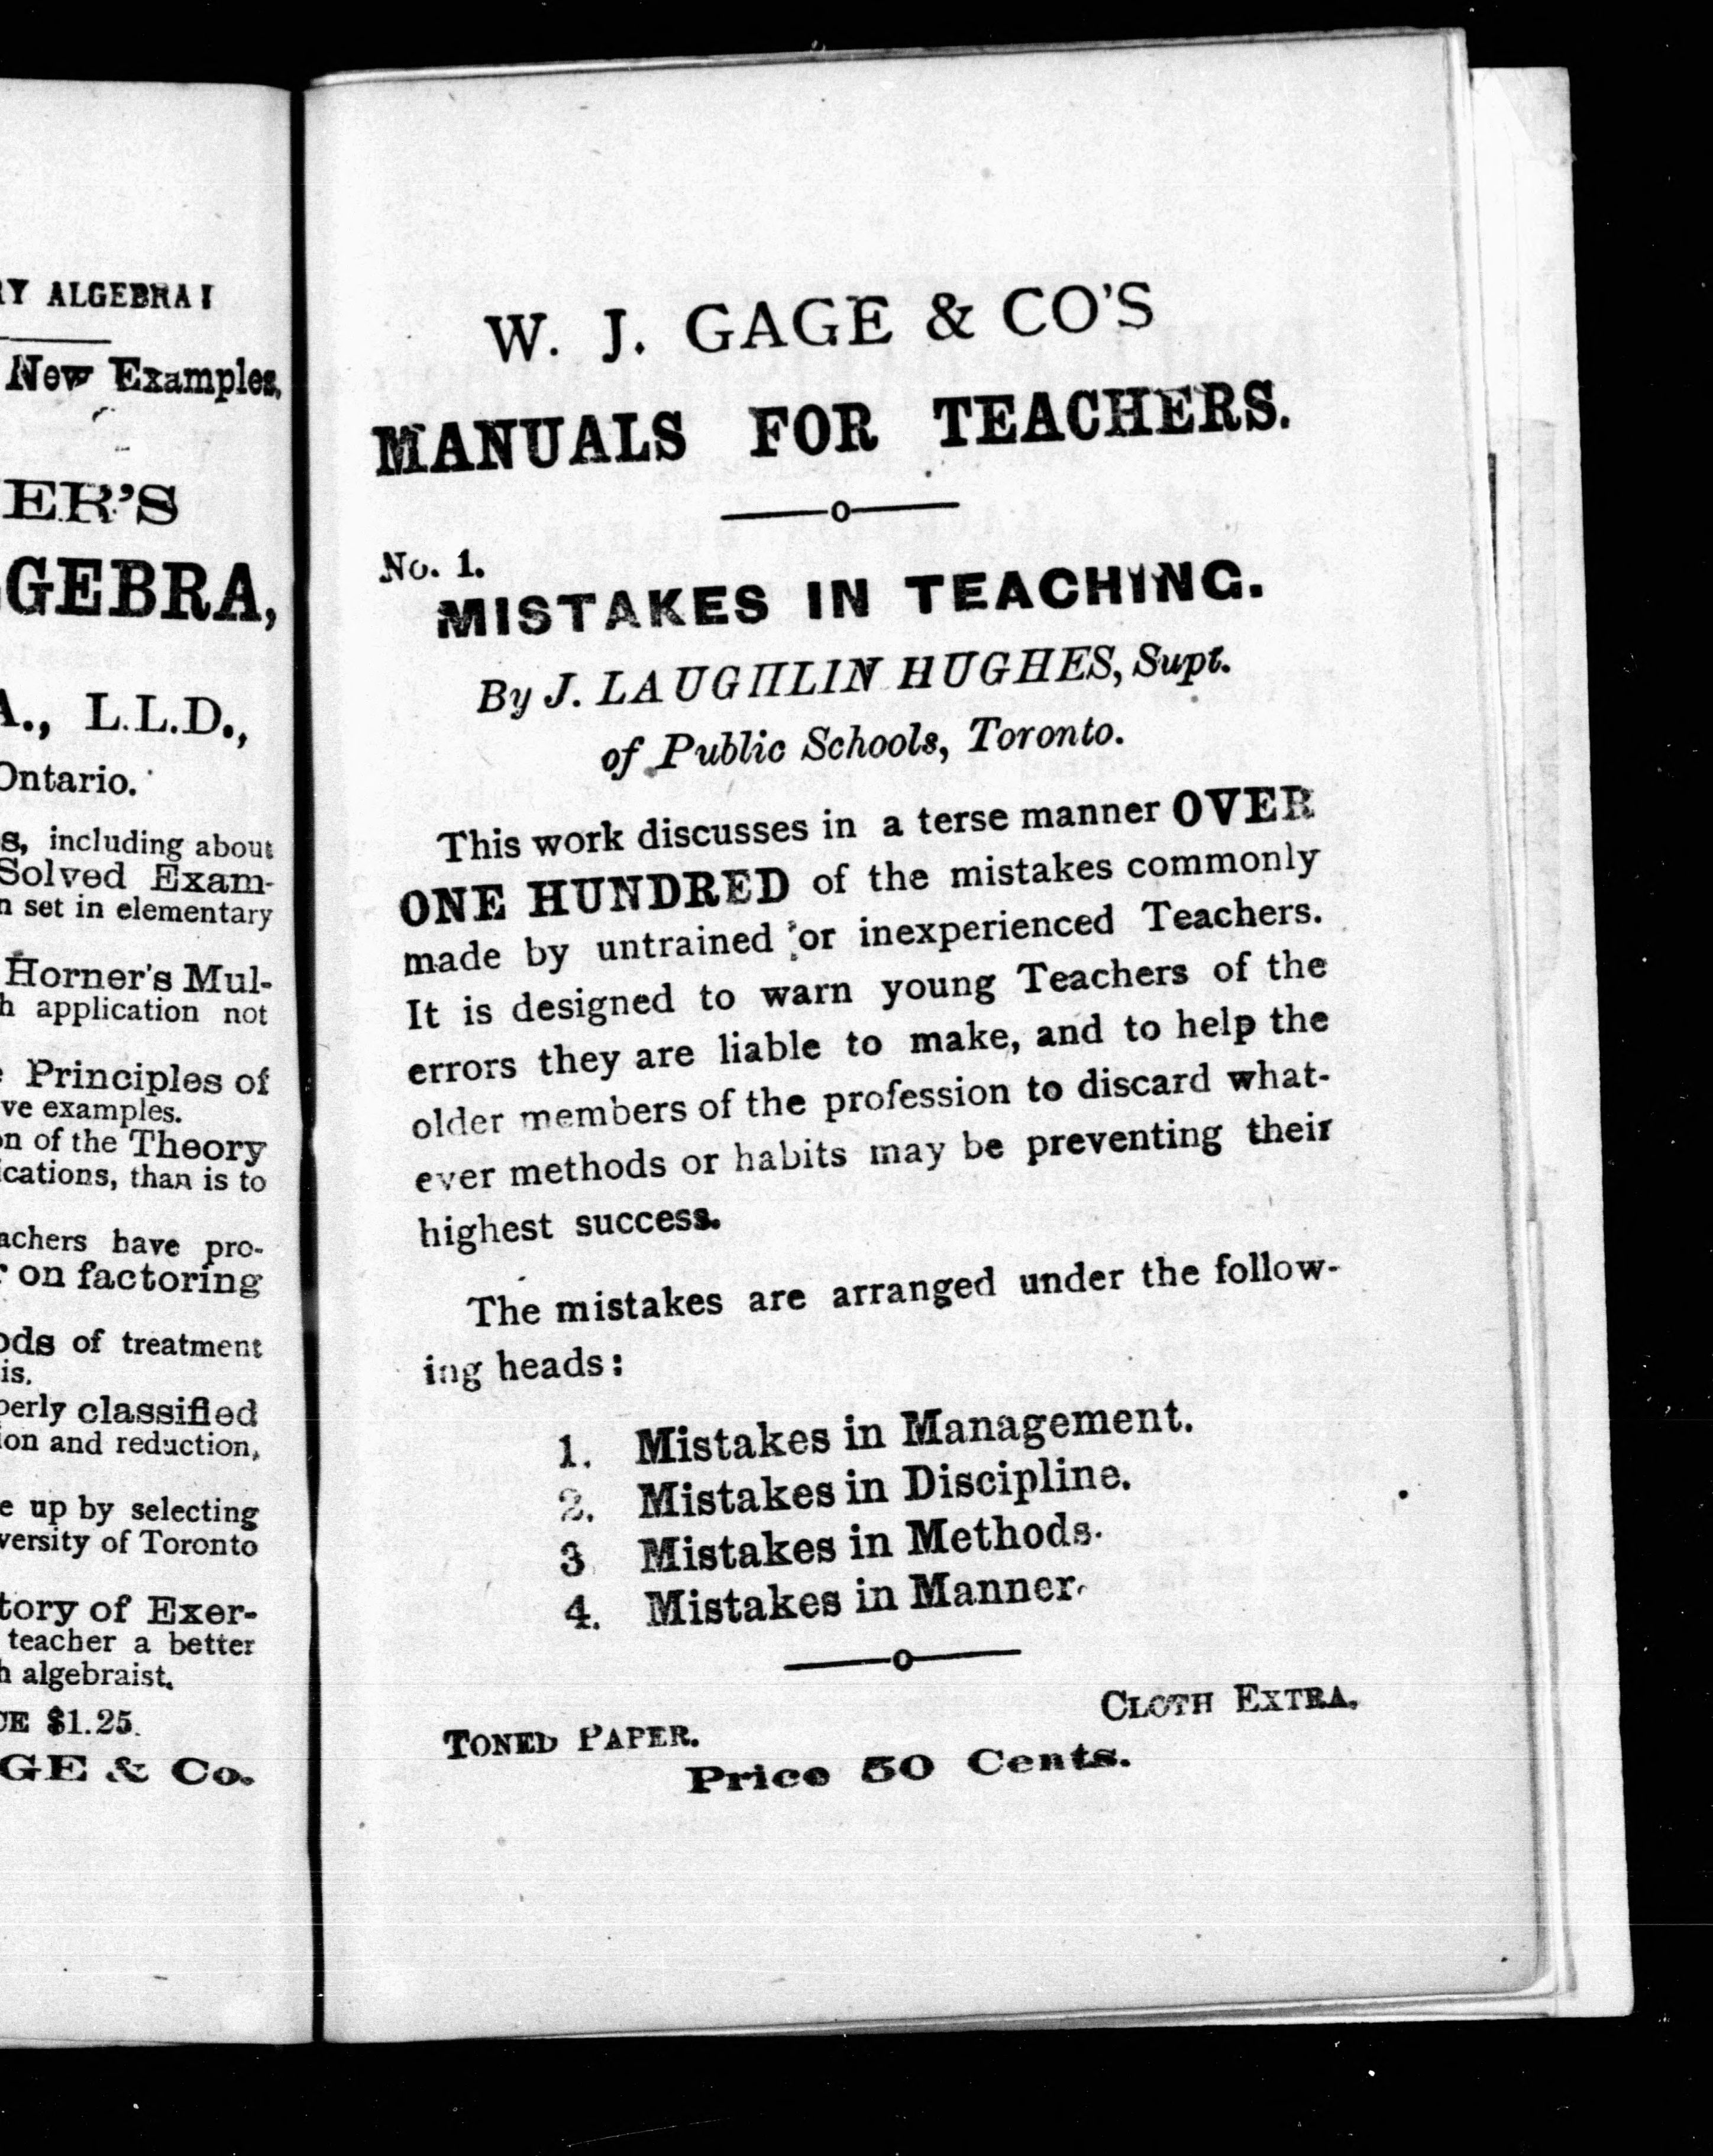 RY ALGEBRA!
New Examples,
ER'S
GEBRA,
A., L.L.D.,
Ontario.
s, including about
Solved Exam-
n set in elementary
Horner's Mul-
h application not
Principles of
ve examples.
on of the Theory
ications, than is to
achers have pro-
on factoring
ods of treatment
is.
perly classified
ion and reduction,
e up by selecting
versity of Toronto
tory of Exer-
teacher a better
h algebraist.
CE $1.25.
GE & Co.
W. J. GAGE & CO'S
MANUALS FOR TEACHERS.
No. 1.
MISTAKES IN TEACHING.
By J. LAUGHLIN HUGHES, Supt.
of Public Schools, Toronto.
This work discusses in a terse manner OVER
ONE HUNDRED of the mistakes commonly
made by untrained or inexperienced Teachers.
It is designed to warn young Teachers of the
errors they are liable to make, and to help the
older members of the profession to discard what-
ever methods or habits may be preventing their
highest success.
The mistakes are arranged under the follow-
ing heads:
1. Mistakes in Management.
2. Mistakes in Discipline.
3 Mistakes in Methods.
4. Mistakes in Manner.
TONED PAPER. CLOTH EXTRA.
Price 50 Cents.